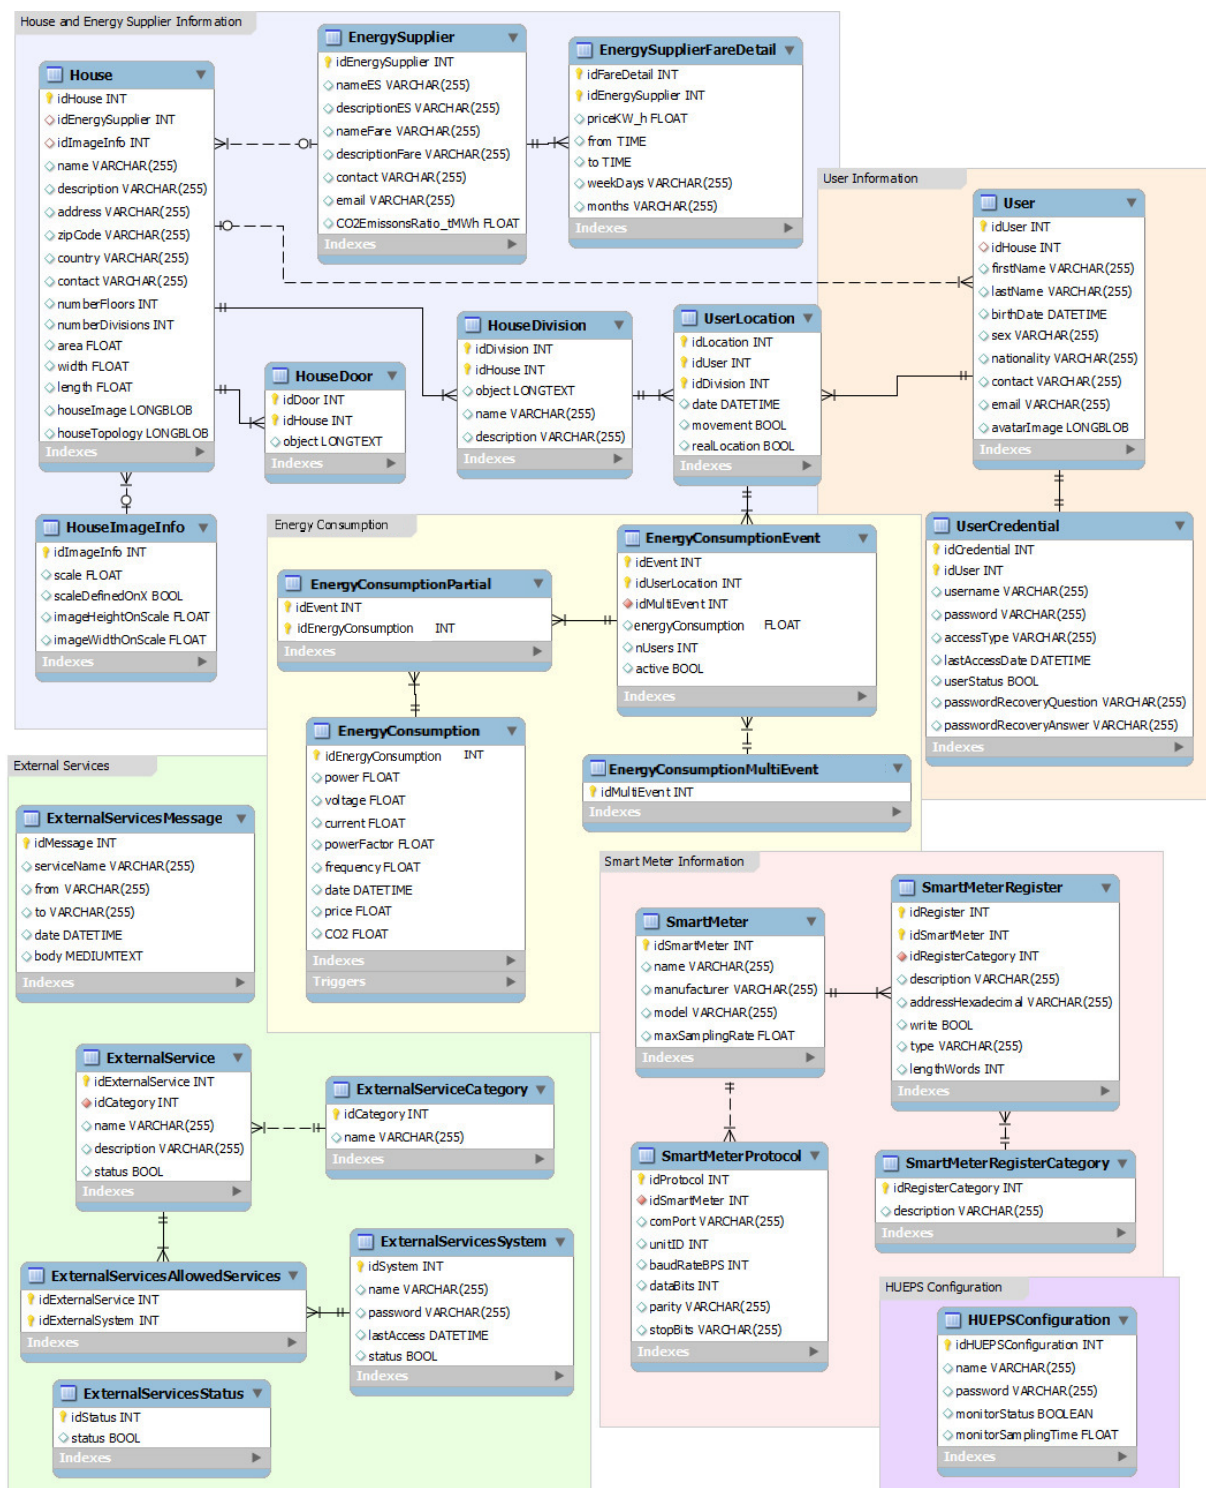 House and Energy Supplier Information
EnergySupplier
idEnergySupplier INT
nameES VARCHAR(255)
descriptionES VARCHAR(255)
nameFare VARCHAR(255)
descriptionFare VARCHAR(255)
contact VARCHAR(255)
email VARCHAR(255)
CO2EmissonsRatio_tMWh FLOAT
Indexes
EnergySupplierFareDetail
idFareDetail INT
idEnergySupplier INT
priceKW_h FLOAT
from TIME
to TIME
weekDays VARCHAR(255)
months VARCHAR(255)
Indexes
House
idHouse INT
idEnergySupplier INT
idImageInfo INT
name VARCHAR(255)
description VARCHAR(255)
address VARCHAR(255)
zipCode VARCHAR(255)
country VARCHAR(255)
contact VARCHAR(255)
numberFloors INT
numberDivisions INT
area FLOAT
width FLOAT
length FLOAT
houseImage LONGBLOB
houseTopology LONGBLOB
Indexes
HouseDoor
idDoor INT
idHouse INT
object LONGTEXT
Indexes
HouseDivision
idDivision INT
idHouse INT
object LONGTEXT
name VARCHAR(255)
description VARCHAR(255)
Indexes
UserLocation
idLocation INT
idUser INT
idDivision INT
date DATETIME
movement BOOL
realLocation BOOL
Indexes
HouseImageInfo
idImageInfo INT
scale FLOAT
scaleDefinedOnX BOOL
imageHeightOnScale FLOAT
imageWidthOnScale FLOAT
Indexes
User Information
User
idUser INT
idHouse INT
firstName VARCHAR(255)
lastName VARCHAR(255)
birthDate DATETIME
sex VARCHAR(255)
nationality VARCHAR(255)
contact VARCHAR(255)
email VARCHAR(255)
avatarImage LONGBLOB
Indexes
UserCredential
idCredential INT
idUser INT
username VARCHAR(255)
password VARCHAR(255)
accessType VARCHAR(255)
lastAccessDate DATETIME
userStatus BOOL
passwordRecoveryQuestion VARCHAR(255)
passwordRecoveryAnswer VARCHAR(255)
Indexes
Energy Consumption
EnergyConsumptionPartial
idEvent INT
idEnergyConsumption INT
Indexes
EnergyConsumptionEvent
idEvent INT
idUserLocation INT
idMultiEvent INT
energyConsumption FLOAT
nUsers INT
active BOOL
Indexes
EnergyConsumption
idEnergyConsumption INT
power FLOAT
voltage FLOAT
current FLOAT
powerFactor FLOAT
frequency FLOAT
date DATETIME
price FLOAT
CO2 FLOAT
Indexes
Triggers
EnergyConsumptionMultiEvent
idMultiEvent INT
Indexes
External Services
ExternalServicesMessage
idMessage INT
serviceName VARCHAR(255)
from VARCHAR(255)
to VARCHAR(255)
date DATETIME
body MEDIUMTEXT
Indexes
ExternalService
idExternalService INT
idCategory INT
name VARCHAR(255)
description VARCHAR(255)
status BOOL
Indexes
ExternalServiceCategory
idCategory INT
name VARCHAR(255)
Indexes
ExternalServicesAllowedServices
idExternalService INT
idExternalSystem INT
Indexes
ExternalServicesSystem
idSystem INT
name VARCHAR(255)
password VARCHAR(255)
lastAccess DATETIME
status BOOL
Indexes
ExternalServicesStatus
idStatus INT
status BOOL
Indexes
Smart Meter Information
SmartMeter
idSmartMeter INT
name VARCHAR(255)
manufacturer VARCHAR(255)
model VARCHAR(255)
maxSamplingRate FLOAT
Indexes
SmartMeterRegister
idRegister INT
idSmartMeter INT
idRegisterCategory INT
description VARCHAR(255)
addressHexadecimal VARCHAR(255)
write BOOL
type VARCHAR(255)
lengthWords INT
Indexes
SmartMeterProtocol
idProtocol INT
idSmartMeter INT
comPort VARCHAR(255)
unitID INT
baudRateBPS INT
dataBits INT
parity VARCHAR(255)
stopBits VARCHAR(255)
Indexes
SmartMeterRegisterCategory
idRegisterCategory INT
description VARCHAR(255)
Indexes
HUEPS Configuration
HUEPSConfiguration
idHUEPSConfiguration INT
name VARCHAR(255)
password VARCHAR(255)
monitorStatus BOOLEAN
monitorSamplingTime FLOAT
Indexes